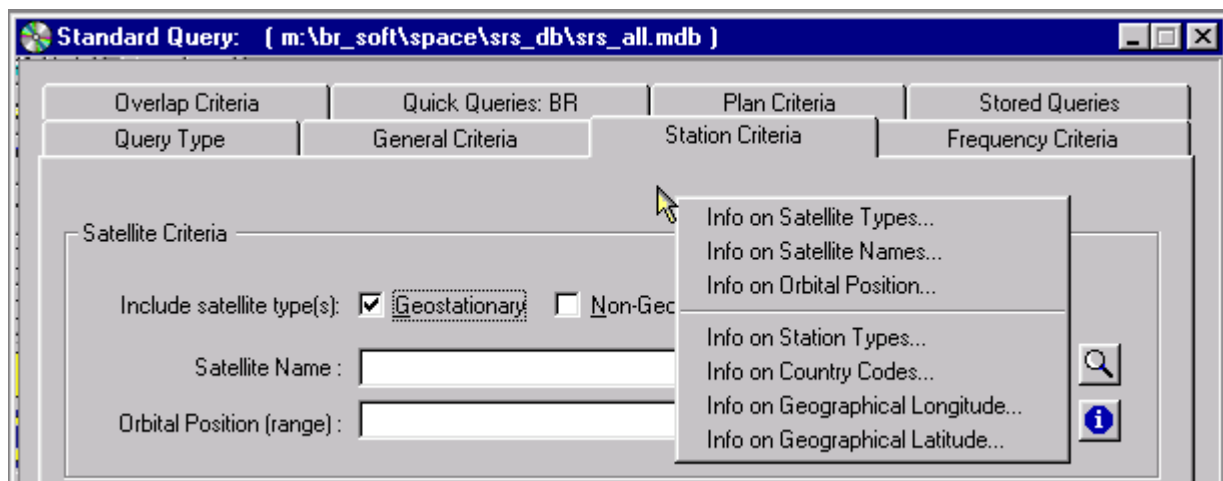 Standard Query: ( m:\br_soft\space\srs_db\srs_all.mdb )
Overlap Criteria Quick Queries: BR Plan Criteria Stored Queries
Query Type General Criteria Station Criteria Frequency Criteria
Info on Satellite Types...
Satellite Criteria
Info on Satellite Names...
Info on Orbital Position...
Include satellite type(s): Geostationary Non-Geo
Info on Station Types...
Satellite Name :
Info on Country Codes...
Info on Geographical Longitude...
Orbital Position (range) :
Info on Geographical Latitude...